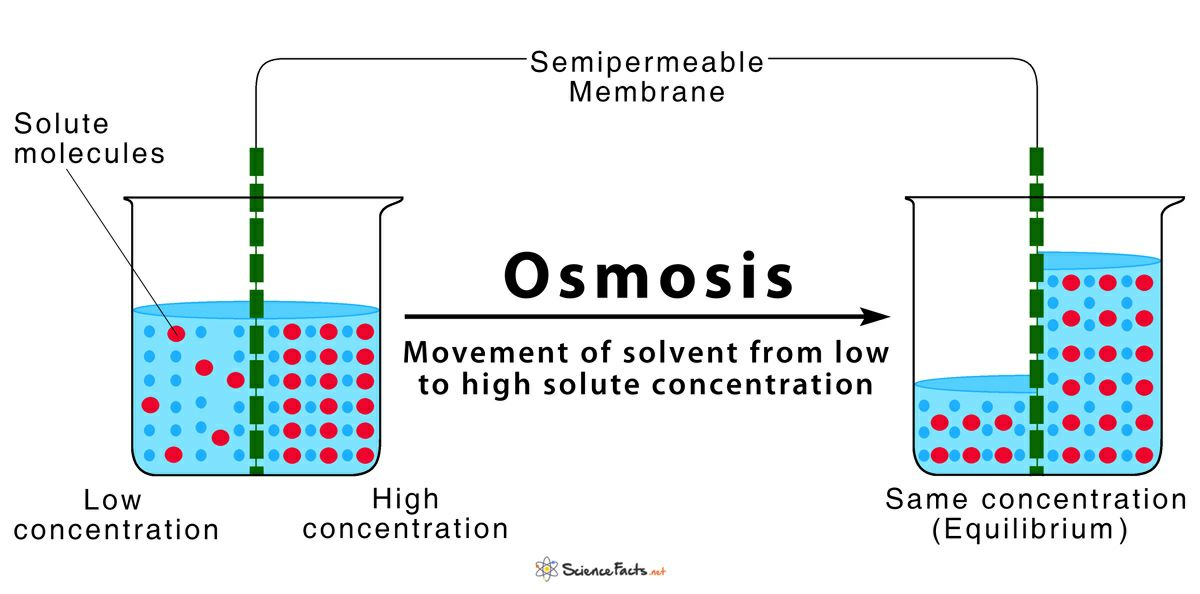 Semipermeable
Membrane
Solute
molecules
Osmosis
Movement of solvent from low
to high solute concentration
Low
concentration
High
concentration
Same concentration
(Equilibrium)
ScienceFacts.net